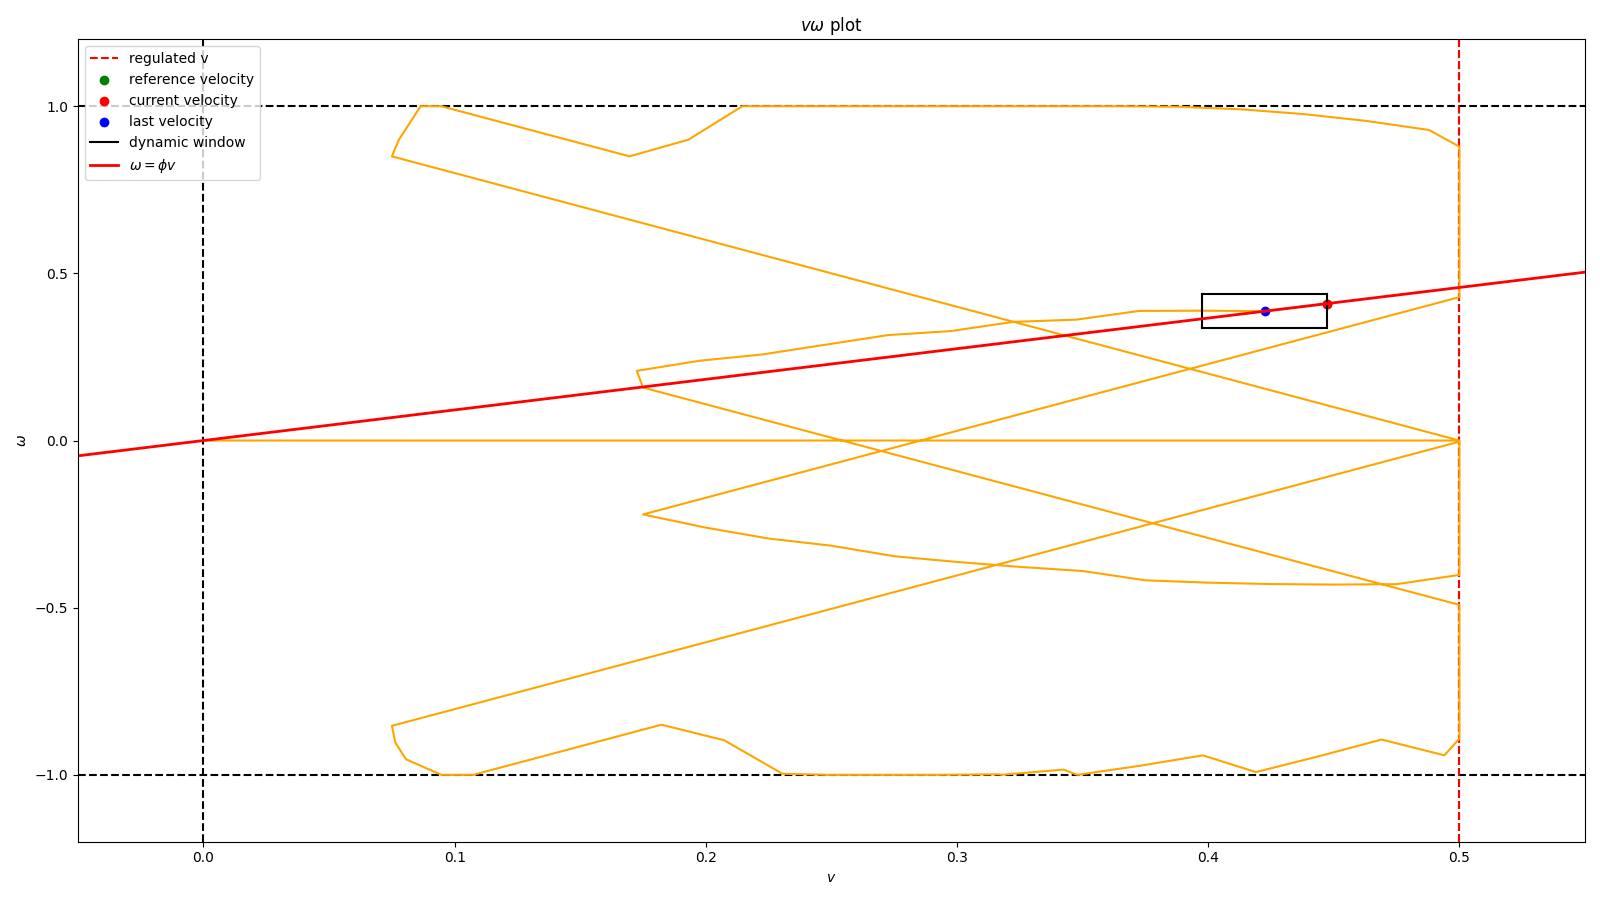 vω plot
regulated v
reference velocity
current velocity
last velocity
dynamic window
ω = ϕv
1.0
0.5
0.0
−0.5
−1.0
ω
0.0 0.1 0.2 0.3 0.4 0.5
v